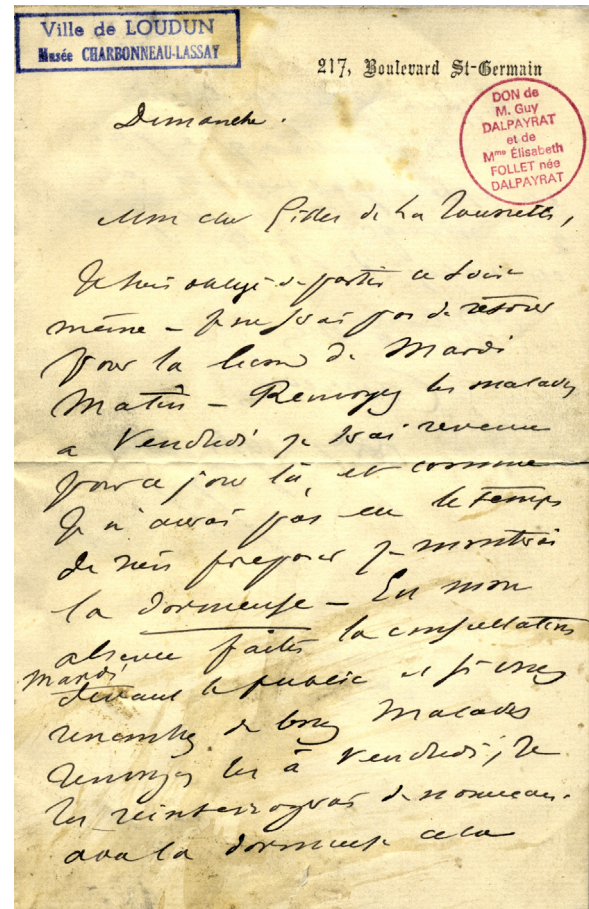 Ville de LOUDUN
Musée CHARBONNEAU-LASSAY
217, Boulevard St-Germain
DON de
M. Guy
DALPAYRAT
et de
Mme Élisabeth
FOLLET née
DALPAYRAT
Dimanche.
Mon cher Gilles de la Tourette,
Je suis obligé de partir ce soir
même – je ne serai pas de retour
pour la leçon de Mardi
Matin – Renvoyez les malades
a Vendredi je serai revenu
pour ce jour là, et comme
je n'aurai pas eu le temps
de rien preparer je montrerai
la dormeuse – En mon
absence faites la consultation
mardi
devant le public et si vous
rencontrez de bons Malades
renvoyez les à Vendredi; je
les reinterrogerai de nouveau.
avec la dormeuse cela